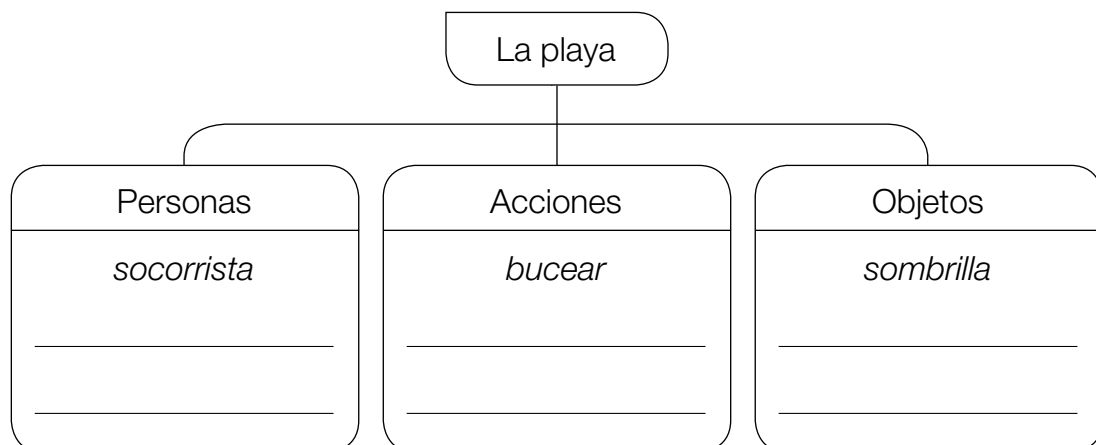 La playa
Personas
Acciones
Objetos
socorrista
bucear
sombrilla